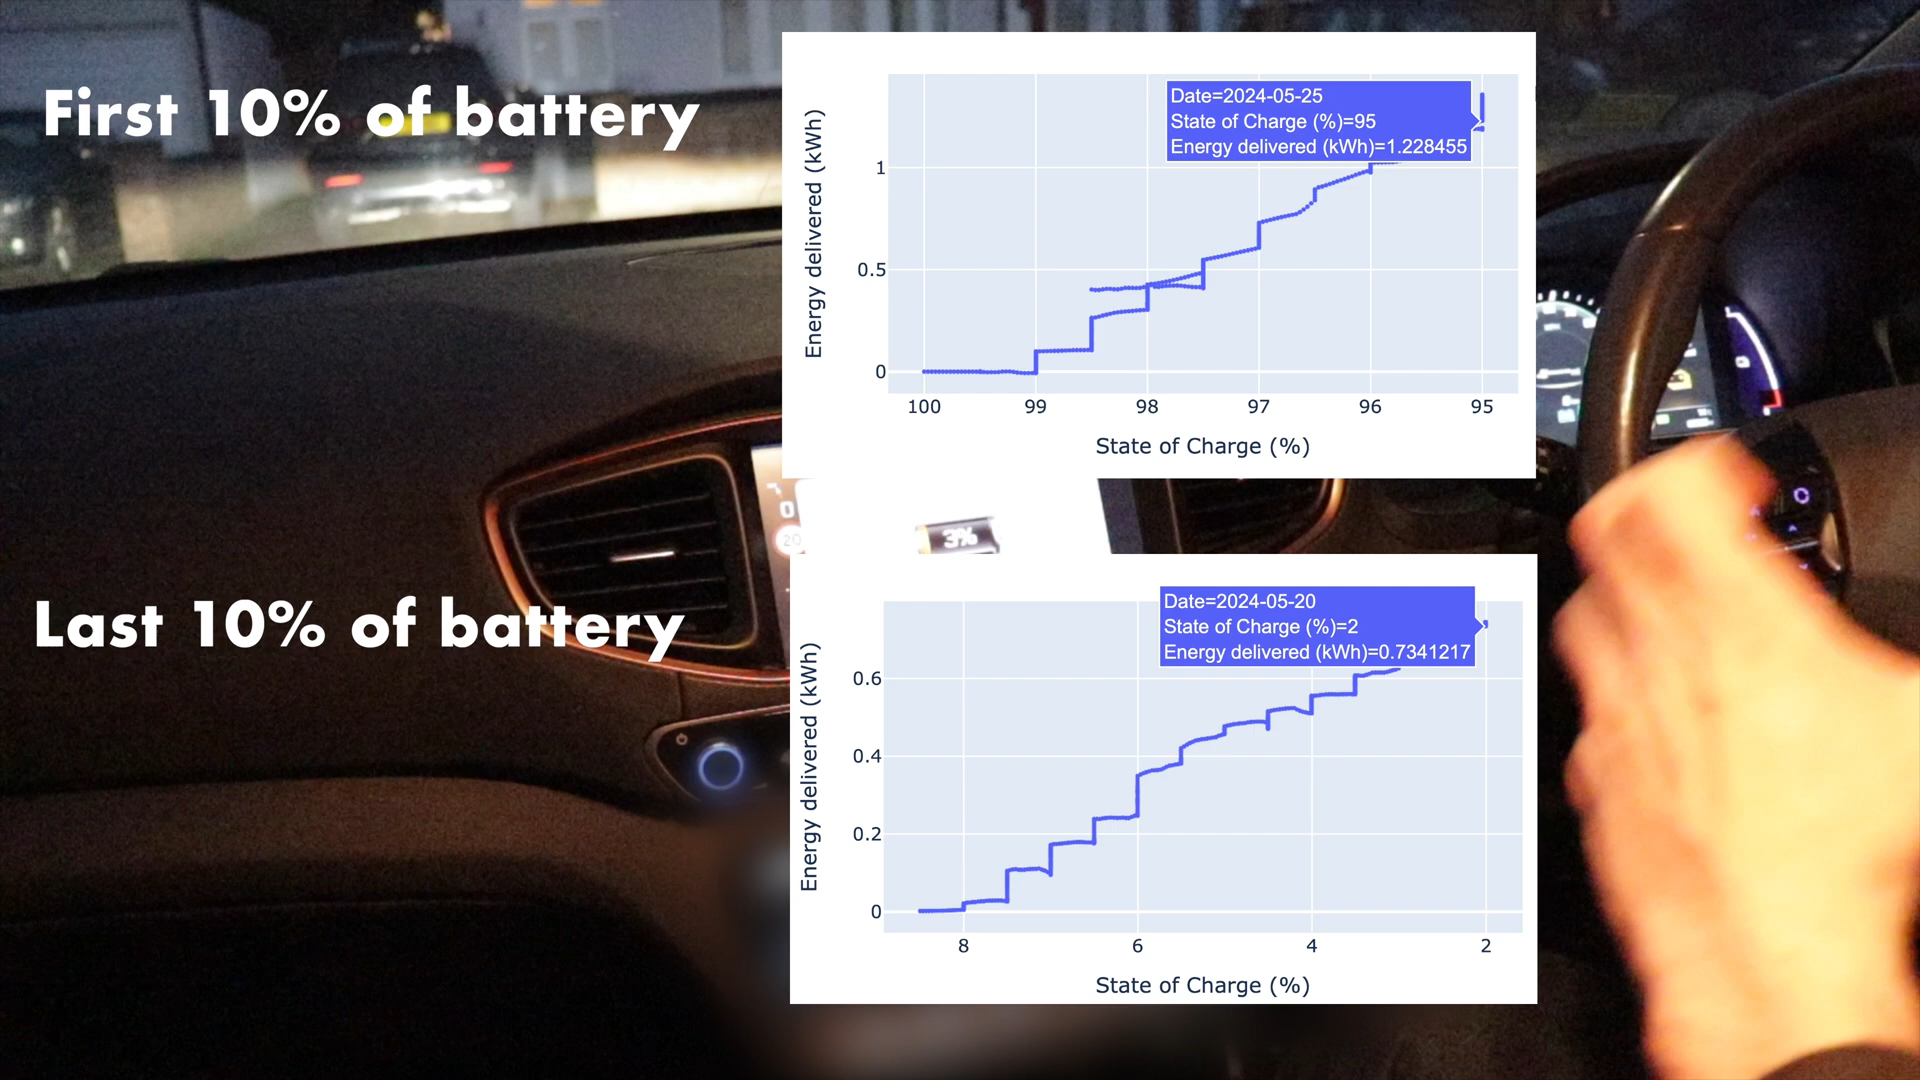 First 10% of battery
Date=2024-05-25
State of Charge (%)=95
Energy delivered (kWh)=1.228455
Energy delivered (kWh)
1
0.5
0
100 99 98 97 96 95
State of Charge (%)
0
20
3%
Last 10% of battery
Date=2024-05-20
State of Charge (%)=2
Energy delivered (kWh)=0.7341217
Energy delivered (kWh)
0.6
0.4
0.2
0
8 6 4 2
State of Charge (%)